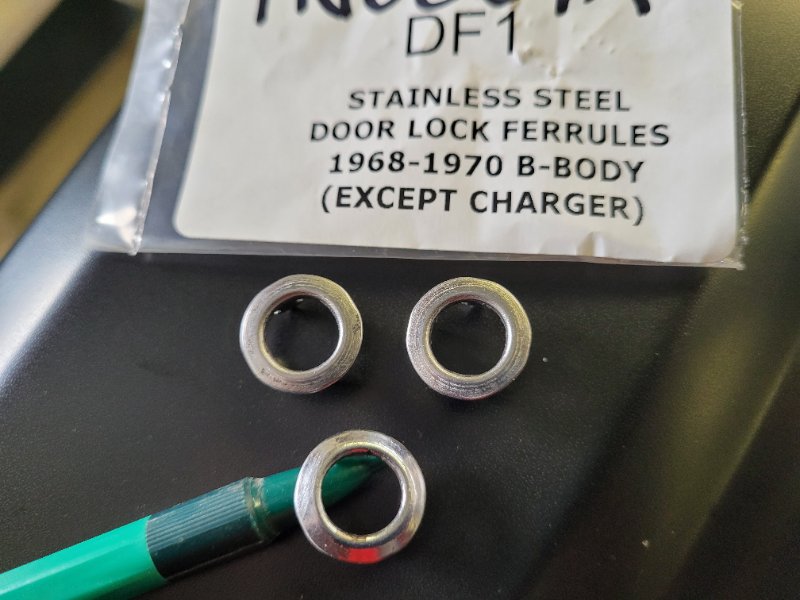 DF1
STAINLESS STEEL
DOOR LOCK FERRULES
1968-1970 B-BODY
(EXCEPT CHARGER)